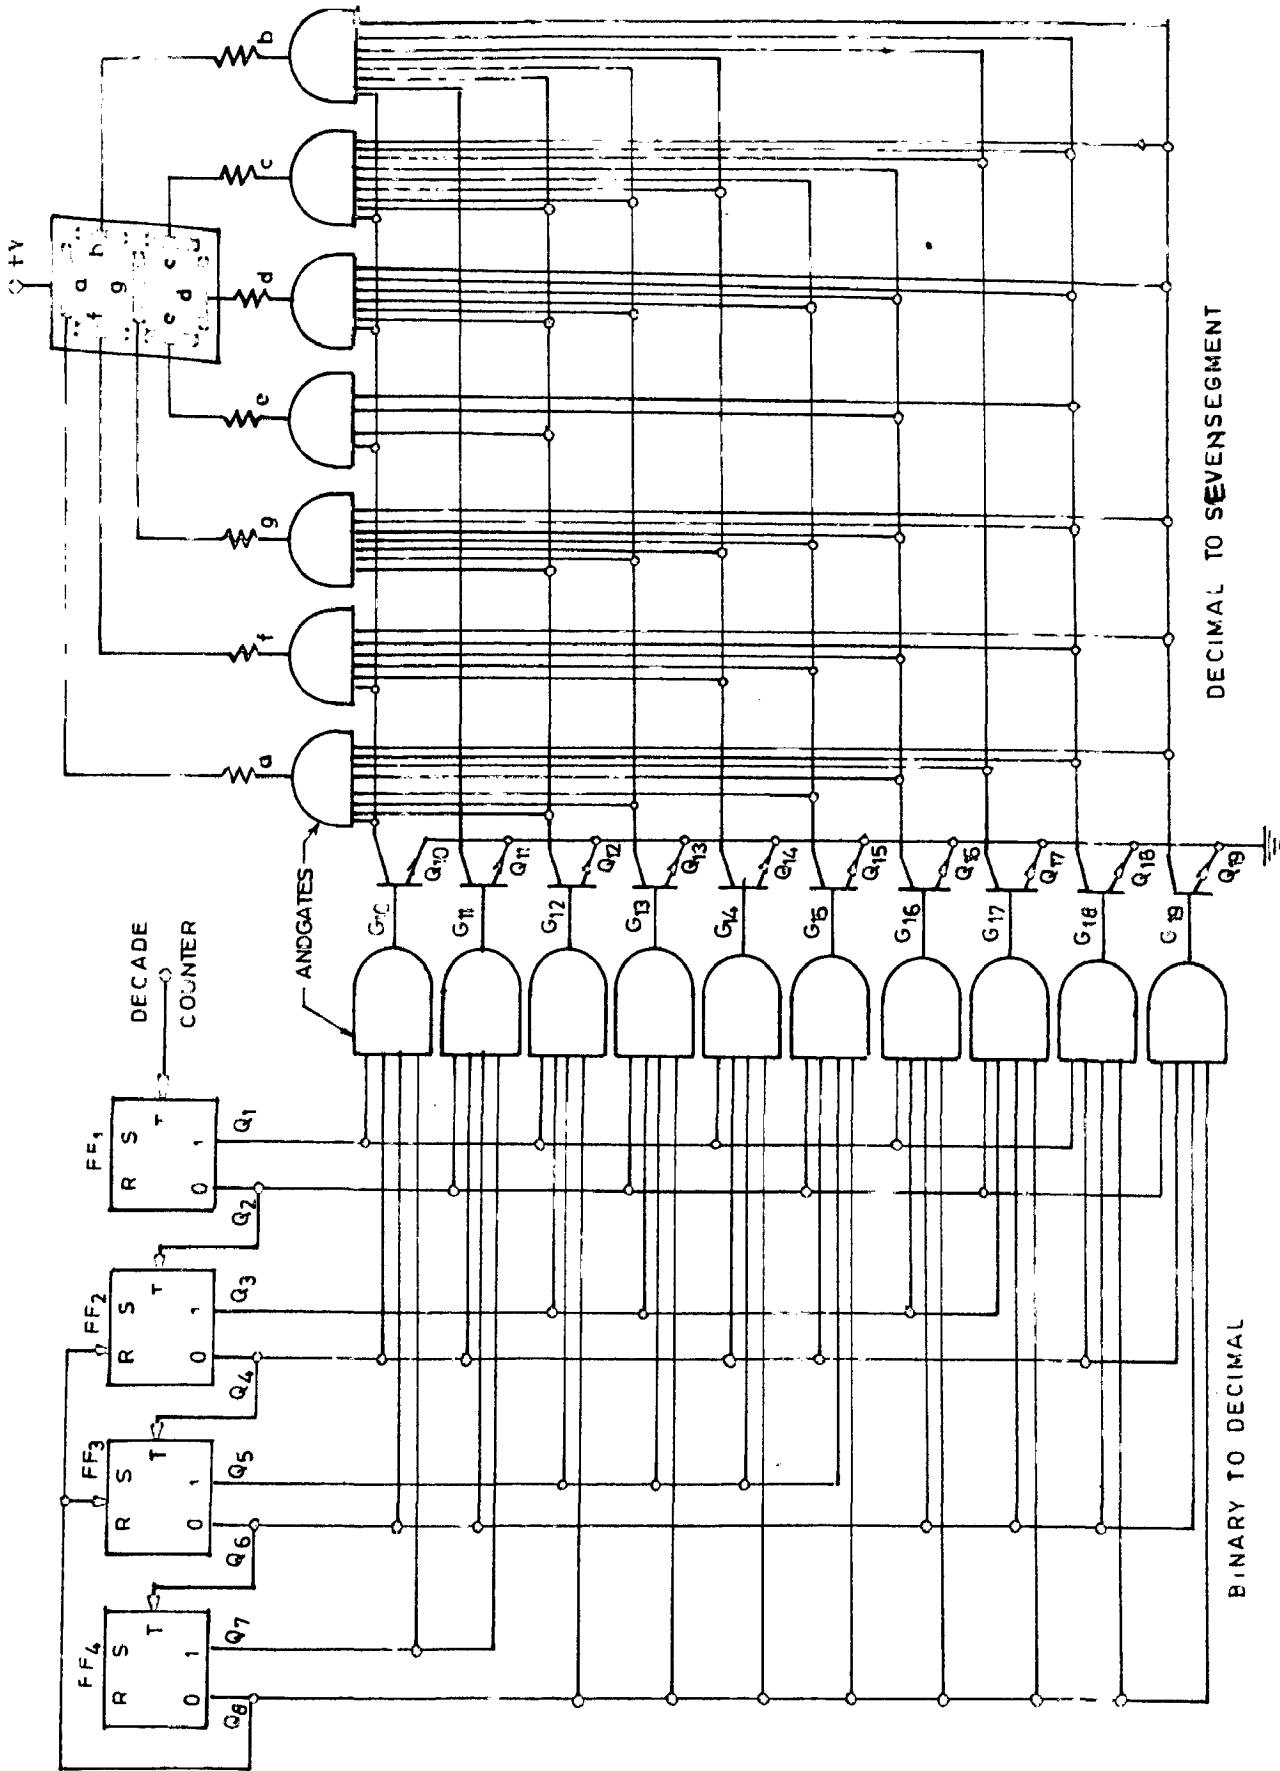 +V
a
f
b
g
e
c
d
a
f
g
e
d
c
b
DECADE
COUNTER
ANDGATES
FF1
R
S
T
0
1
Q2
Q1
FF2
R
S
T
0
1
Q4
Q3
FF3
R
S
T
0
1
Q6
Q5
FF4
R
S
T
0
1
Q8
Q7
G10
G11
G12
G13
G14
G15
G16
G17
G18
G19
Q10
Q11
Q12
Q13
Q14
Q15
Q16
Q17
Q18
Q19
BINARY TO DECIMAL
DECIMAL TO SEVENSEGMENT